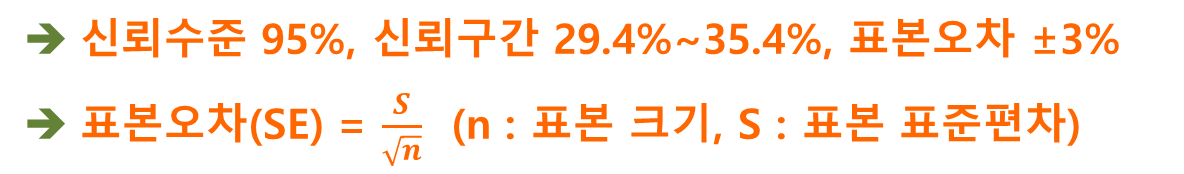 ➔ 신뢰수준 95%, 신뢰구간 29.4%~35.4%, 표본오차 ±3%
➔ 표본오차(SE) = S/√n (n : 표본 크기, S : 표본 표준편차)